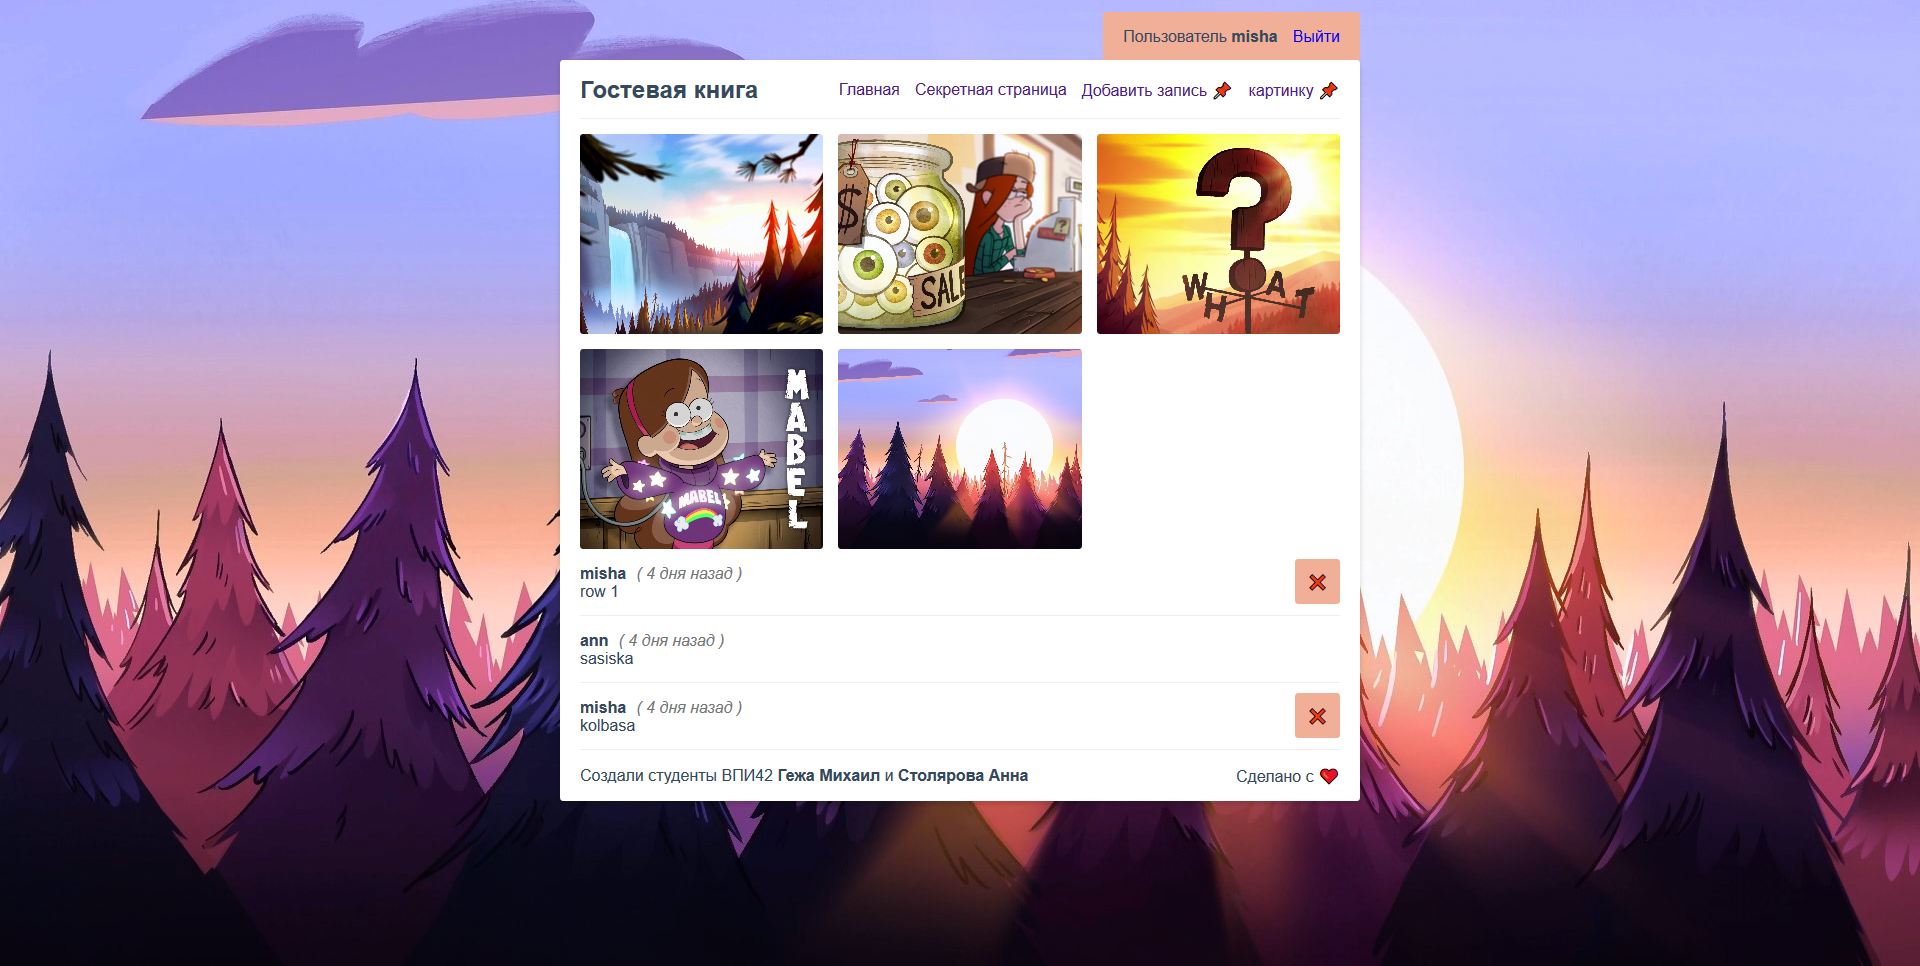 Пользователь misha Выйти
Гостевая книга Главная Секретная страница Добавить запись картинку
$
SALE
WHAT
MABEL
MABEL
misha ( 4 дня назад )
row 1
ann ( 4 дня назад )
sasiska
misha ( 4 дня назад )
kolbasa
Создали студенты ВПИ42 Гежа Михаил и Столярова Анна Сделано с